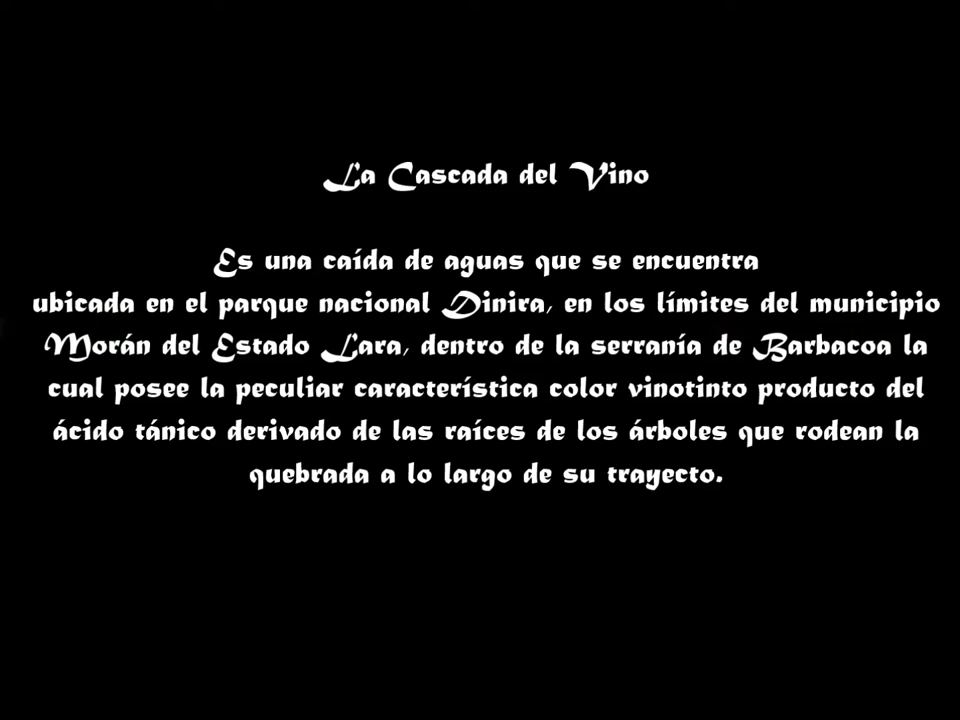 La Cascada del Vino
Es una caída de aguas que se encuentra
ubicada en el parque nacional Dinira, en los límites del municipio
Morán del Estado Lara, dentro de la serranía de Barbacoa la
cual posee la peculiar característica color vinotinto producto del
ácido tánico derivado de las raíces de los árboles que rodean la
quebrada a lo largo de su trayecto.